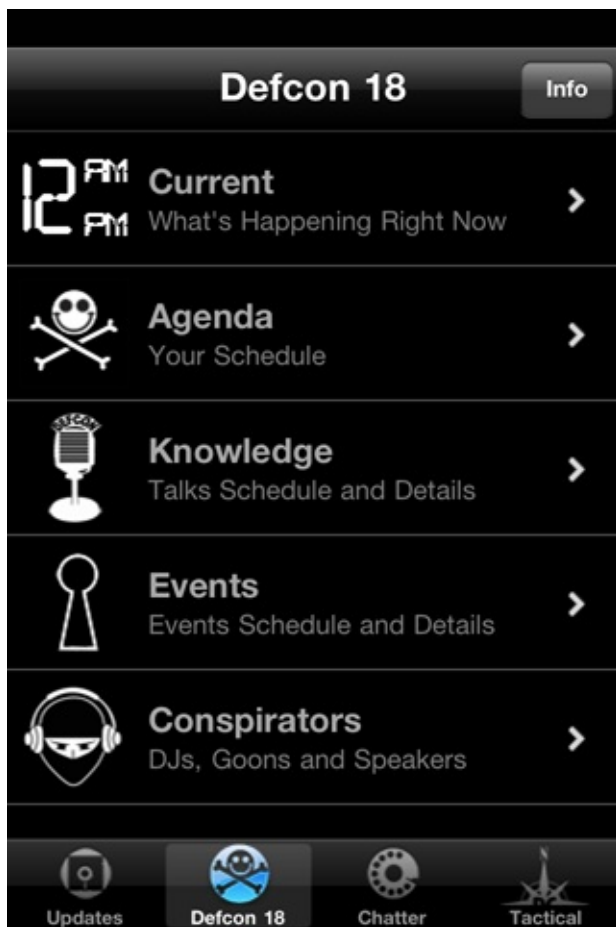 Defcon 18
Info
12 AM
PM
Current
What's Happening Right Now
Agenda
Your Schedule
DEFCON
Knowledge
Talks Schedule and Details
Events
Events Schedule and Details
Conspirators
DJs, Goons and Speakers
Updates
Defcon 18
Chatter
N
Tactical